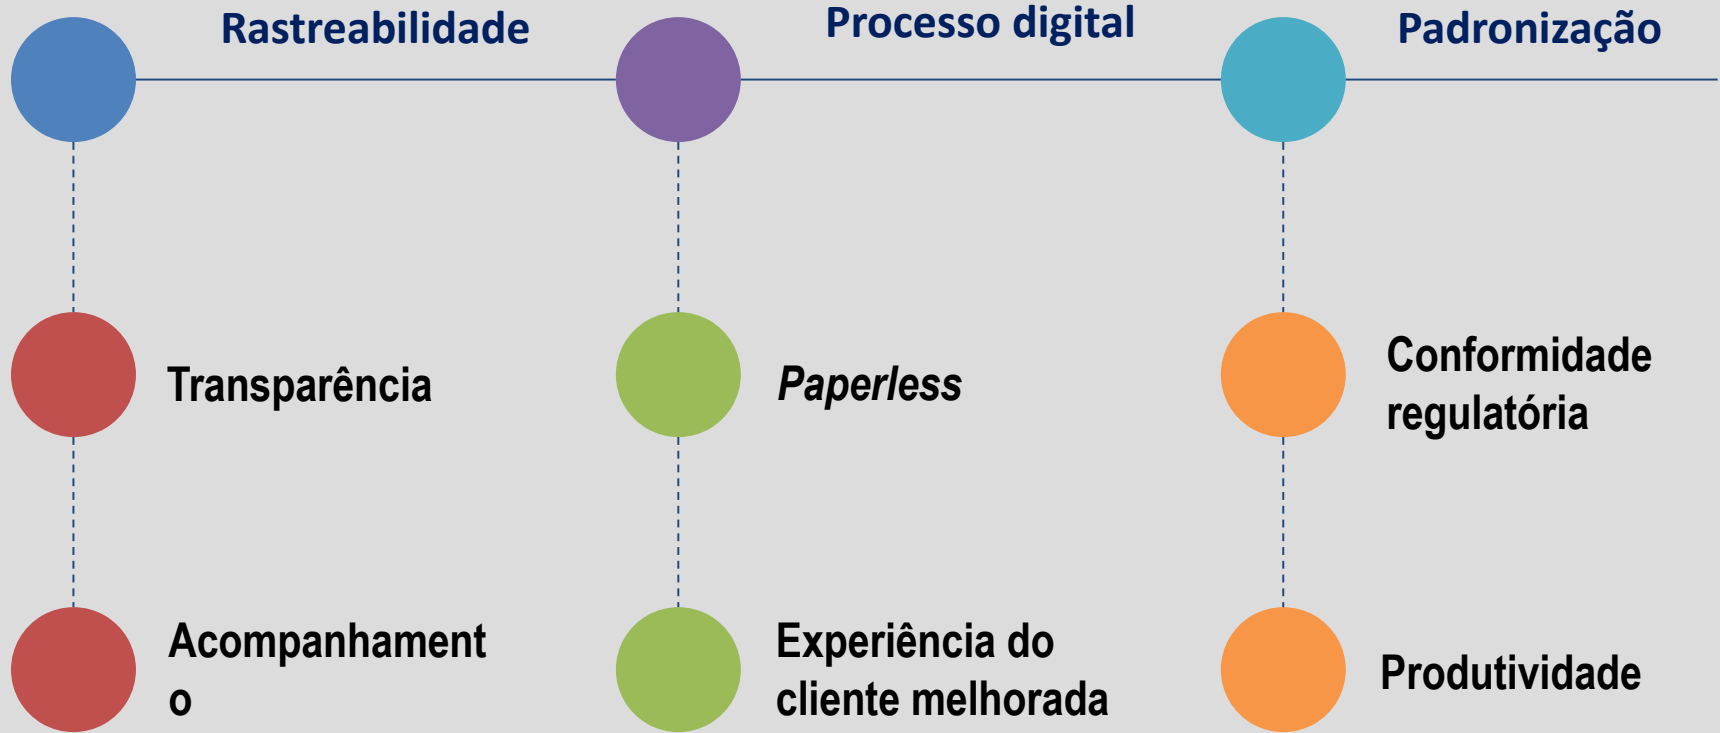 Rastreabilidade
Processo digital
Padronização
Transparência
Paperless
Conformidade
regulatória
Acompanhament
o
Experiência do
cliente melhorada
Produtividade